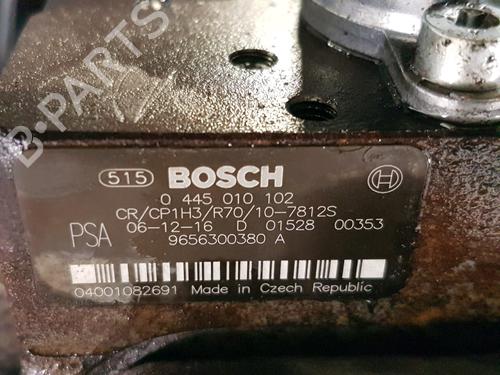 B-PARTS
515 BOSCH
0 445 010 102
CR/CP1H3/R70/10-7812S
PSA 06-12-16 D 01528 00353
9656300380 A
04001082691 Made in Czech Republic